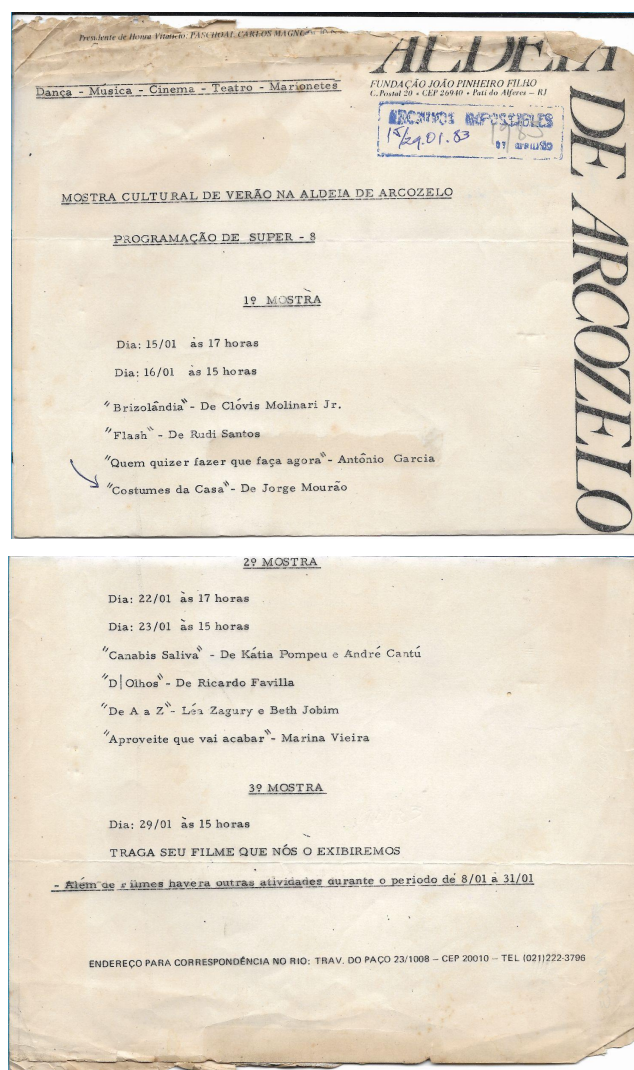 Presidente de Honra Vitalício: PASCHOAL CARLOS MAGNO
ALDEIA
DE ARCOZELO
FUNDAÇÃO JOÃO PINHEIRO FILHO
C. Postal 20 • CEP 26940 • Pati do Alferes – RJ
Dança - Música - Cinema - Teatro - Marionetes
ARCHIVOS IMPOSSIBLES
15/29.01.83
MOSTRA CULTURAL DE VERÃO NA ALDEIA DE ARCOZELO
PROGRAMAÇÃO DE SUPER - 8
1º MOSTRA
Dia: 15/01 às 17 horas
Dia: 16/01 às 15 horas
"Brizolândia" - De Clóvis Molinari Jr.
"Flash" - De Rudi Santos
"Quem quizer fazer que faça agora" - Antônio Garcia
"Costumes da Casa" - De Jorge Mourão
2º MOSTRA
Dia: 22/01 às 17 horas
Dia: 23/01 às 15 horas
"Canabis Saliva" - De Kátia Pompeu e André Cantú
"D|Olhos" - De Ricardo Favilla
"De A a Z" - Léa Zagury e Beth Jobim
"Aproveite que vai acabar" - Marina Vieira
3º MOSTRA
Dia: 29/01 às 15 horas
TRAGA SEU FILME QUE NÓS O EXIBIREMOS
- Além de filmes havera outras atividades durante o periodo de 8/01 à 31/01
ENDEREÇO PARA CORRESPONDÊNCIA NO RIO: TRAV. DO PAÇO 23/1008 – CEP 20010 – TEL (021)222-3796